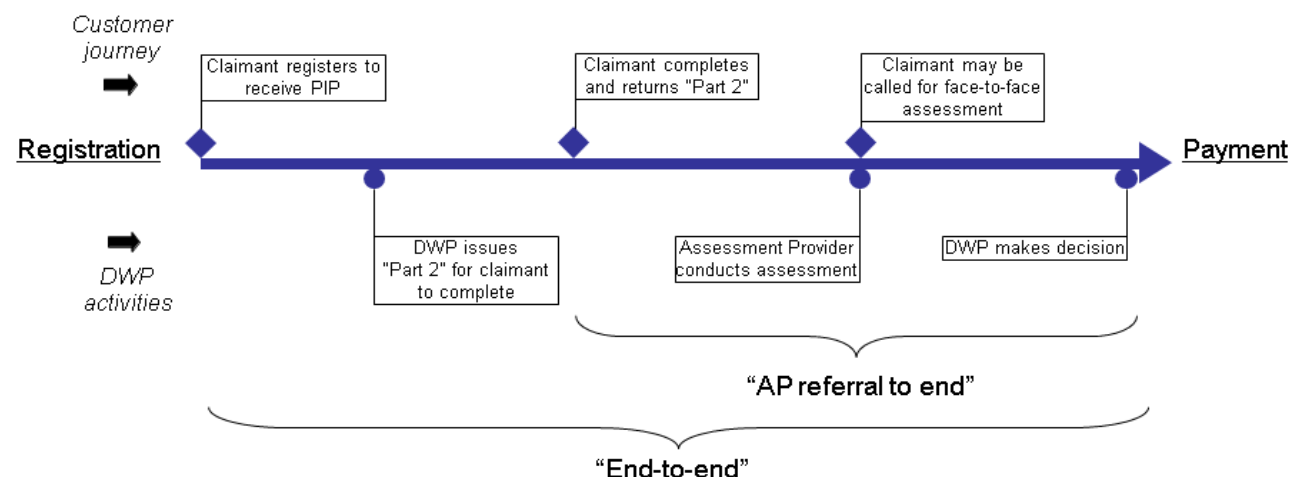 Customer
journey
Claimant registers to
receive PIP
Claimant completes
and returns "Part 2"
Claimant may be
called for face-to-face
assessment
Registration
Payment
DWP issues
"Part 2" for claimant
to complete
Assessment Provider
conducts assessment
DWP makes decision
DWP
activities
“AP referral to end”
“End-to-end”